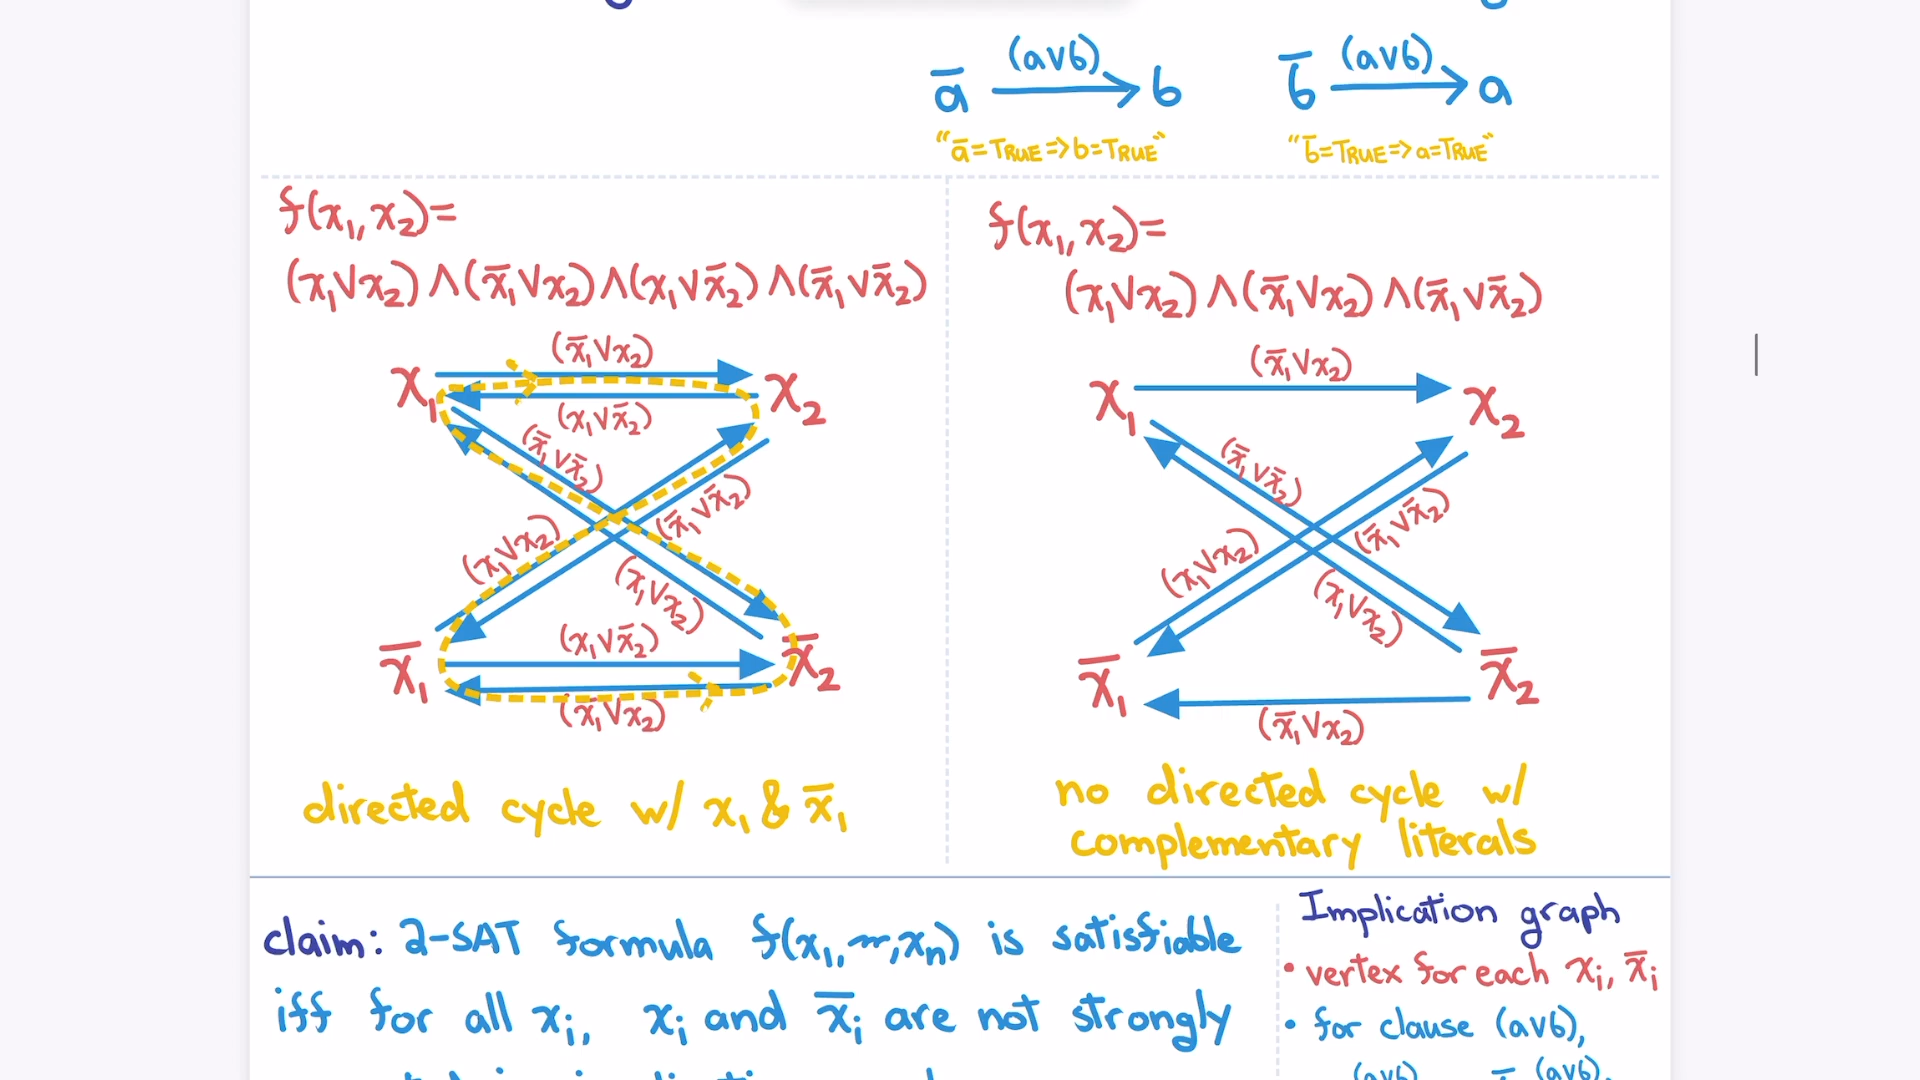 a̅ (a∨b)→ b   b̅ (a∨b)→ a
"a̅=TRUE=>b=TRUE"   "b̅=TRUE=>a=TRUE"
f(x₁,x₂)=
(x₁∨x₂)∧(x̅₁∨x₂)∧(x₁∨x̅₂)∧(x̅₁∨x̅₂)
(x̅₁∨x₂)
x₁   x₂
(x₁∨x̅₂)
(x̅₁∨x̅₂)
(x̅₁∨x̅₂)
(x₁∨x₂)
(x₁∨x₂)
(x₁∨x̅₂)
x̅₁   x̅₂
(x̅₁∨x₂)
directed cycle w/ x₁ & x̅₁
f(x₁,x₂)=
(x₁∨x₂)∧(x̅₁∨x₂)∧(x̅₁∨x̅₂)
(x̅₁∨x₂)
x₁   x₂
(x̅₁∨x̅₂)
(x̅₁∨x̅₂)
(x₁∨x₂)
(x₁∨x₂)
x̅₁   x̅₂
(x̅₁∨x₂)
no directed cycle w/
complementary literals
claim: 2-SAT formula f(x₁,~,xₙ) is satisfiable
iff for all xᵢ, xᵢ and x̅ᵢ are not strongly
Implication graph
• vertex for each xᵢ, x̅ᵢ
• for clause (a∨b),
(a∨b)   (a∨b)